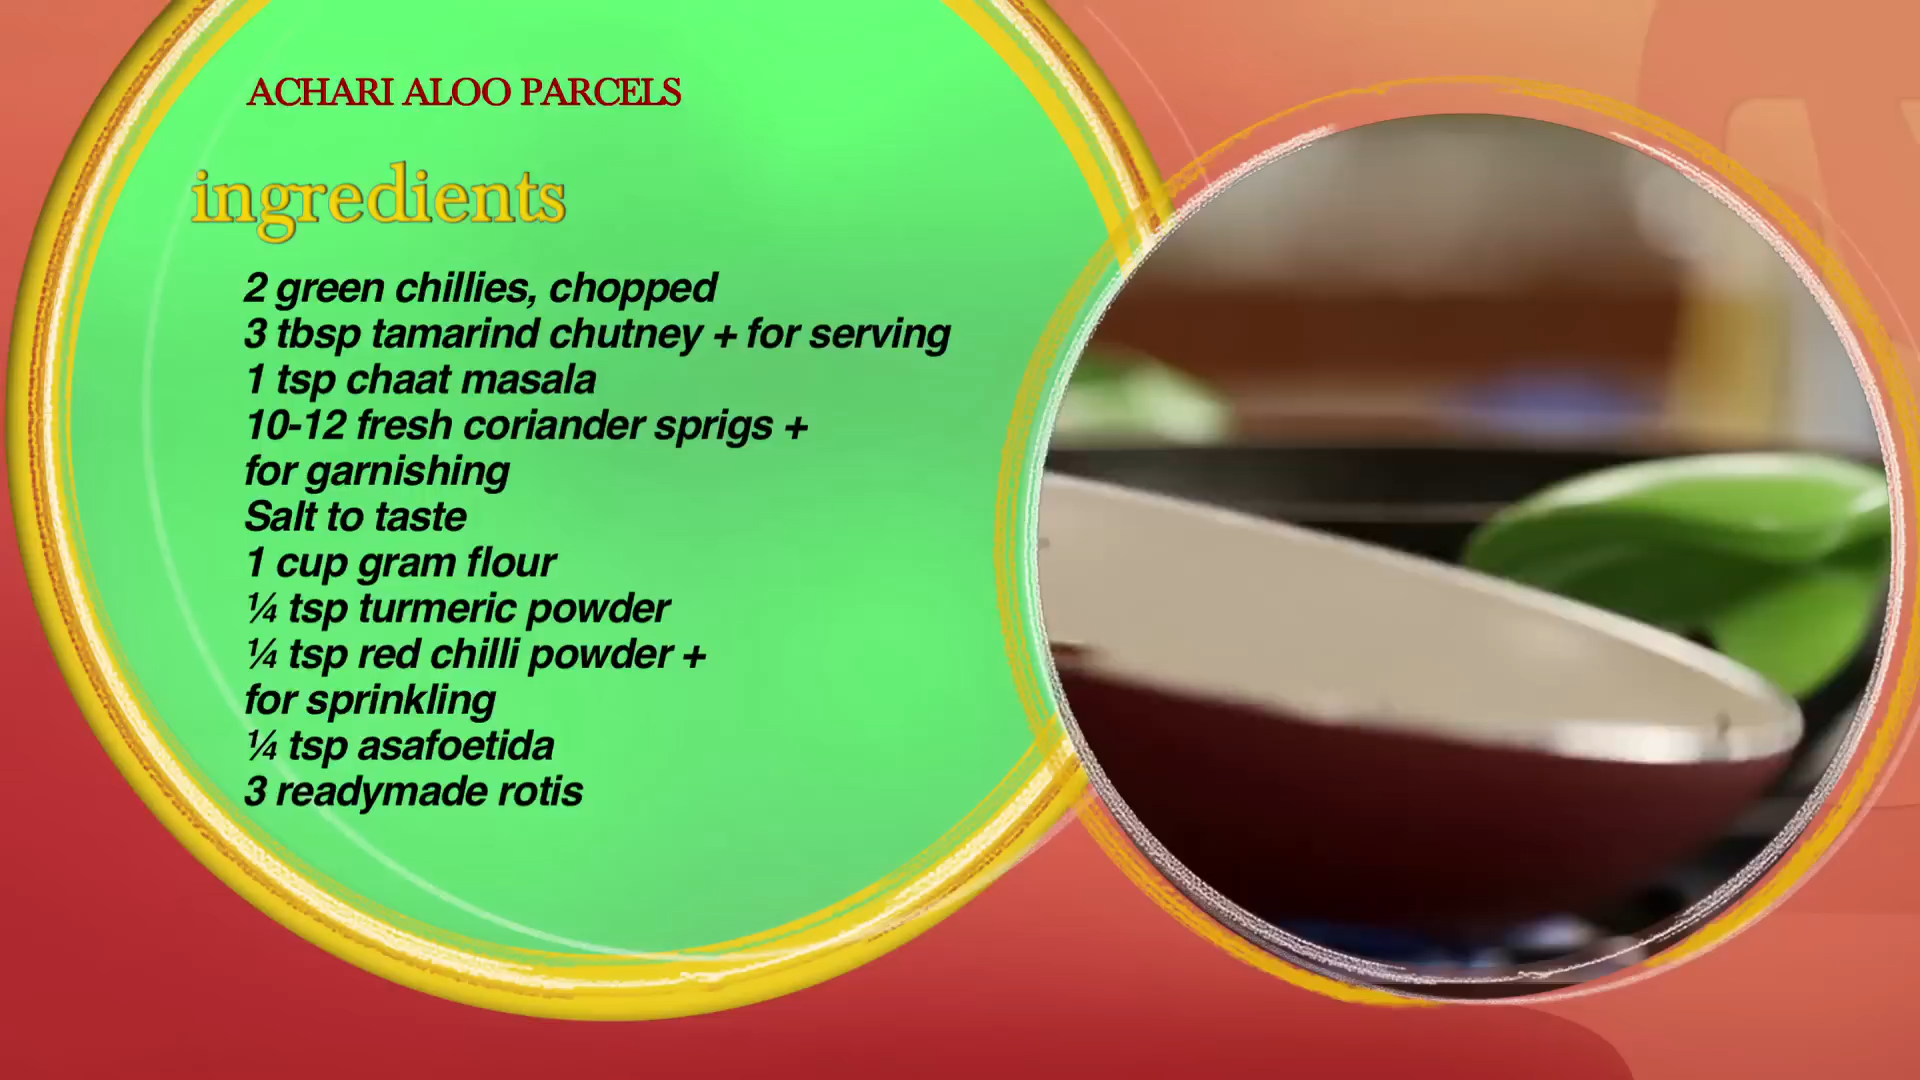 ACHARI ALOO PARCELS
ingredients
2 green chillies, chopped
3 tbsp tamarind chutney + for serving
1 tsp chaat masala
10-12 fresh coriander sprigs +
for garnishing
Salt to taste
1 cup gram flour
¼ tsp turmeric powder
¼ tsp red chilli powder +
for sprinkling
¼ tsp asafoetida
3 readymade rotis